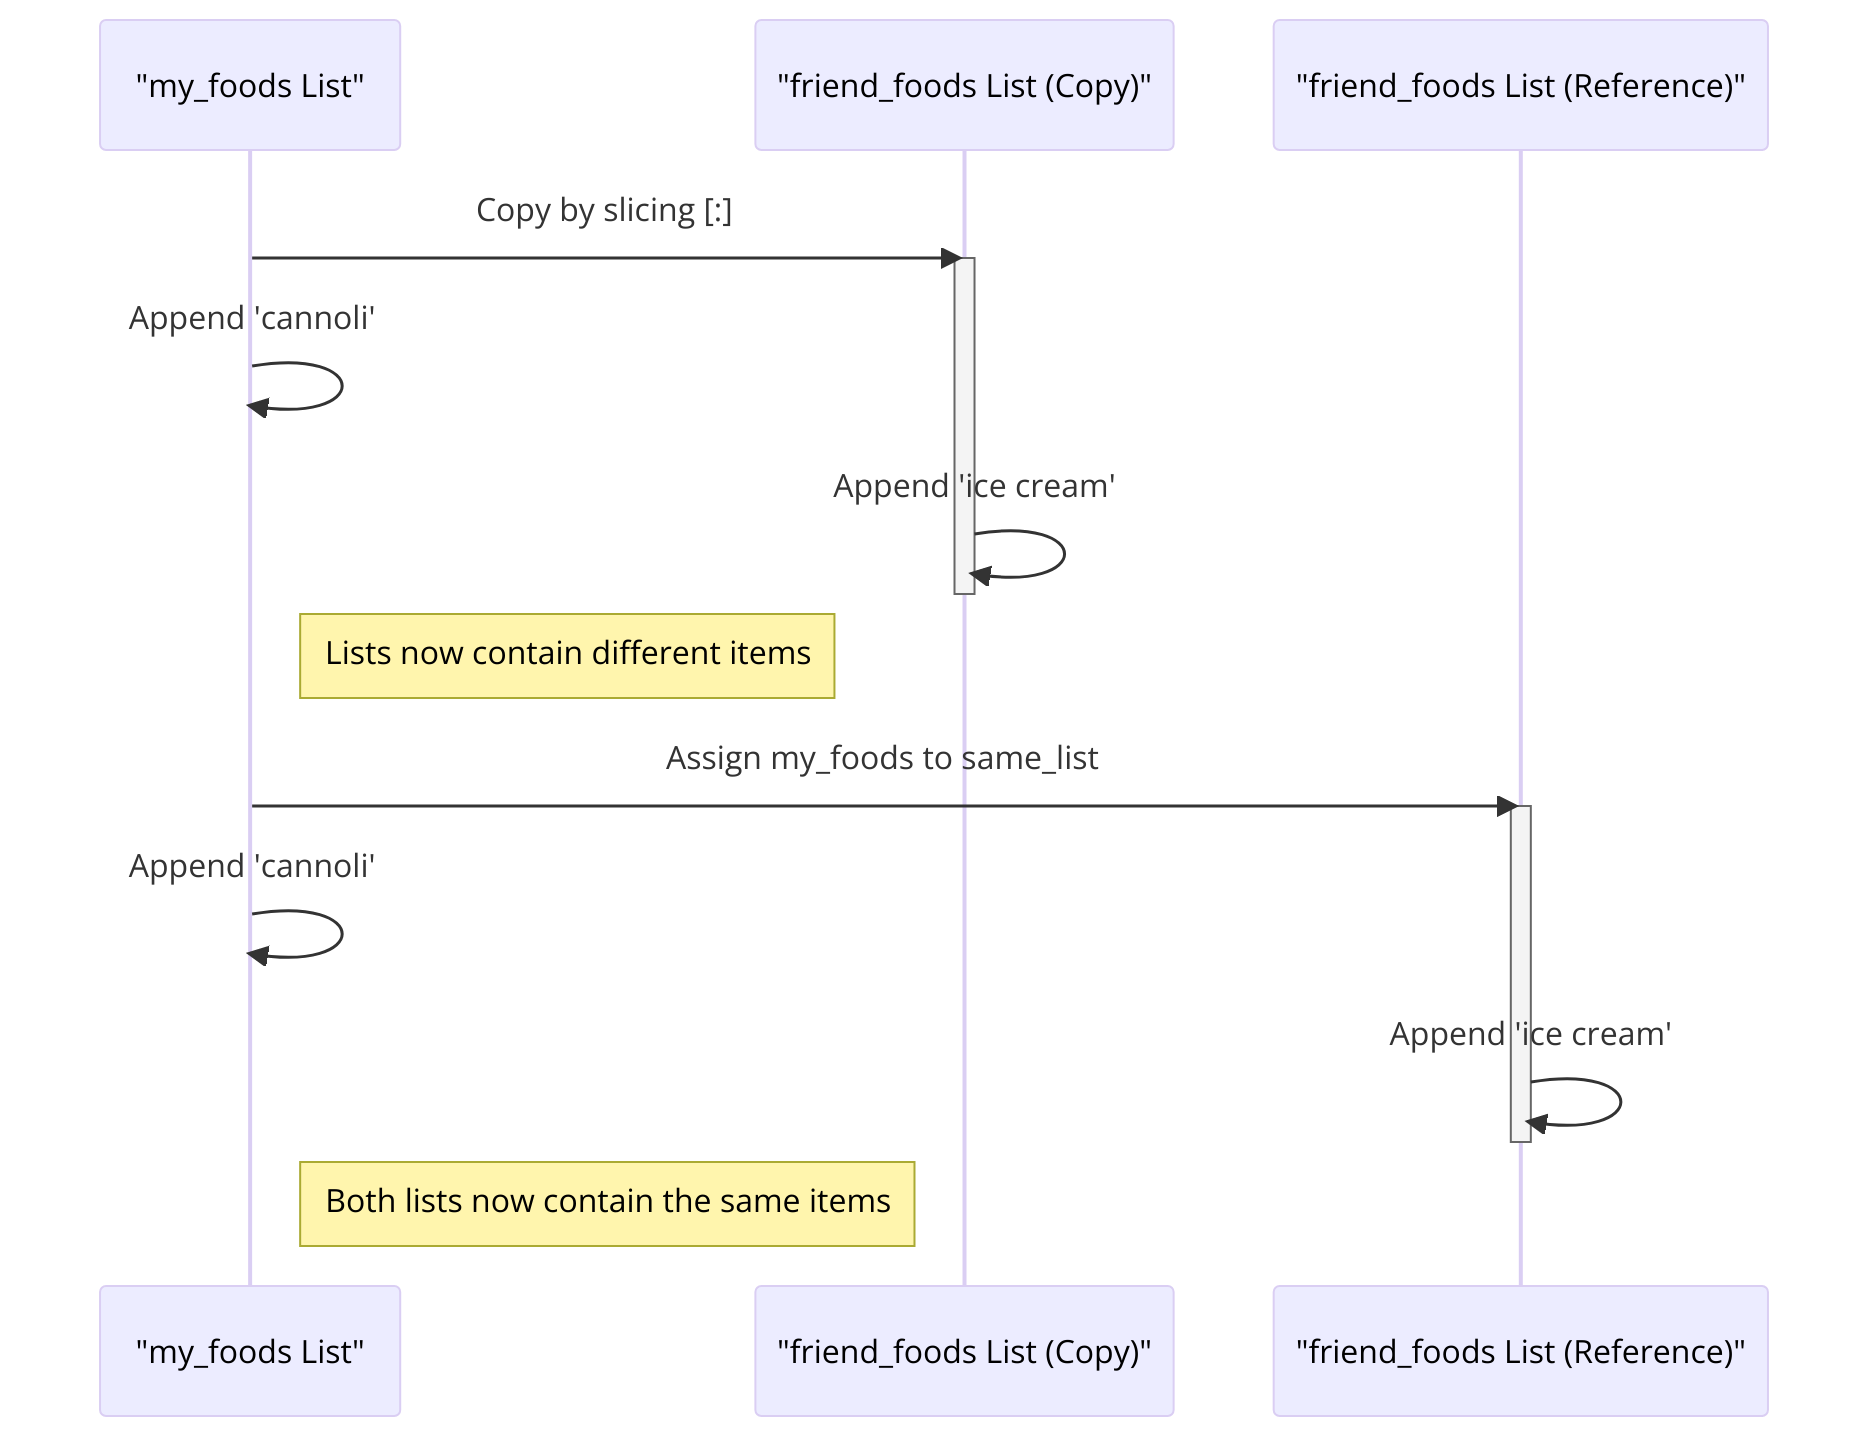 "my_foods List"
"friend_foods List (Copy)"
"friend_foods List (Reference)"
Copy by slicing [:]
Append 'cannoli'
Append 'ice cream'
Lists now contain different items
Assign my_foods to same_list
Append 'cannoli'
Append 'ice cream'
Both lists now contain the same items
"my_foods List"
"friend_foods List (Copy)"
"friend_foods List (Reference)"